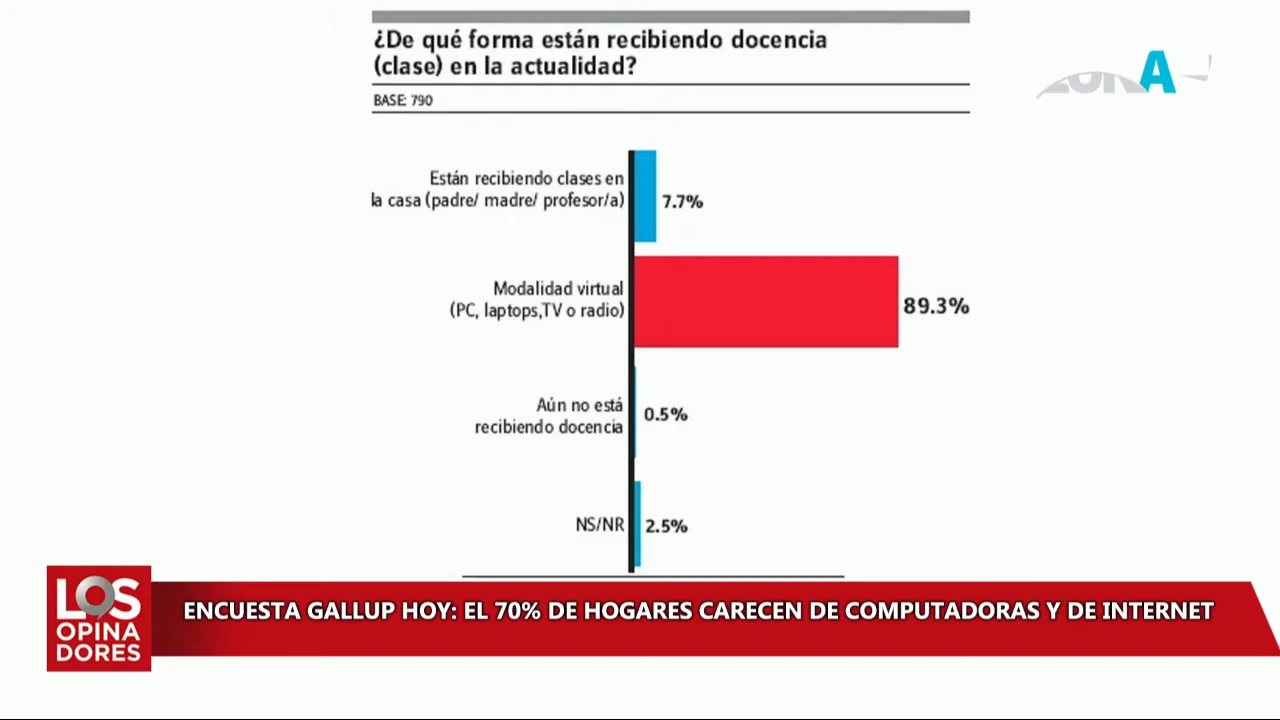 ¿De qué forma están recibiendo docencia
(clase) en la actualidad?
BASE: 790
Están recibiendo clases en
la casa (padre/ madre/ profesor/a)
7.7%
Modalidad virtual
(PC, laptops,TV o radio)
89.3%
Aún no está
recibiendo docencia
0.5%
NS/NR
2.5%
LOS
OPINA
DORES
ENCUESTA GALLUP HOY: EL 70% DE HOGARES CARECEN DE COMPUTADORAS Y DE INTERNET